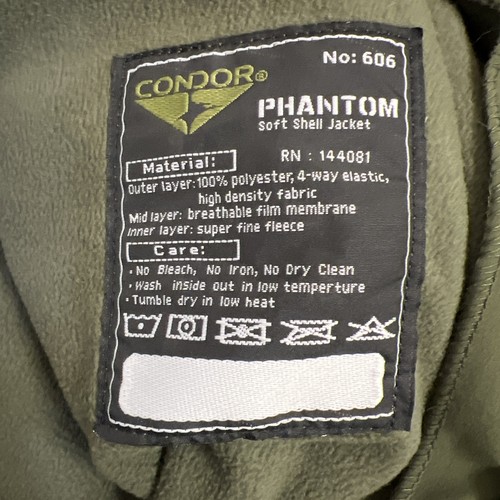 No: 606
CONDOR®
PHANTOM
Soft Shell Jacket
RN : 144081
Material:
Outer layer:100% polyester, 4-way elastic,
high density fabric
Mid layer: breathable film membrane
Inner layer: super fine fleece
Care:
· No Bleach, No Iron, No Dry Clean
· Wash inside out in low temperture
· Tumble dry in low heat